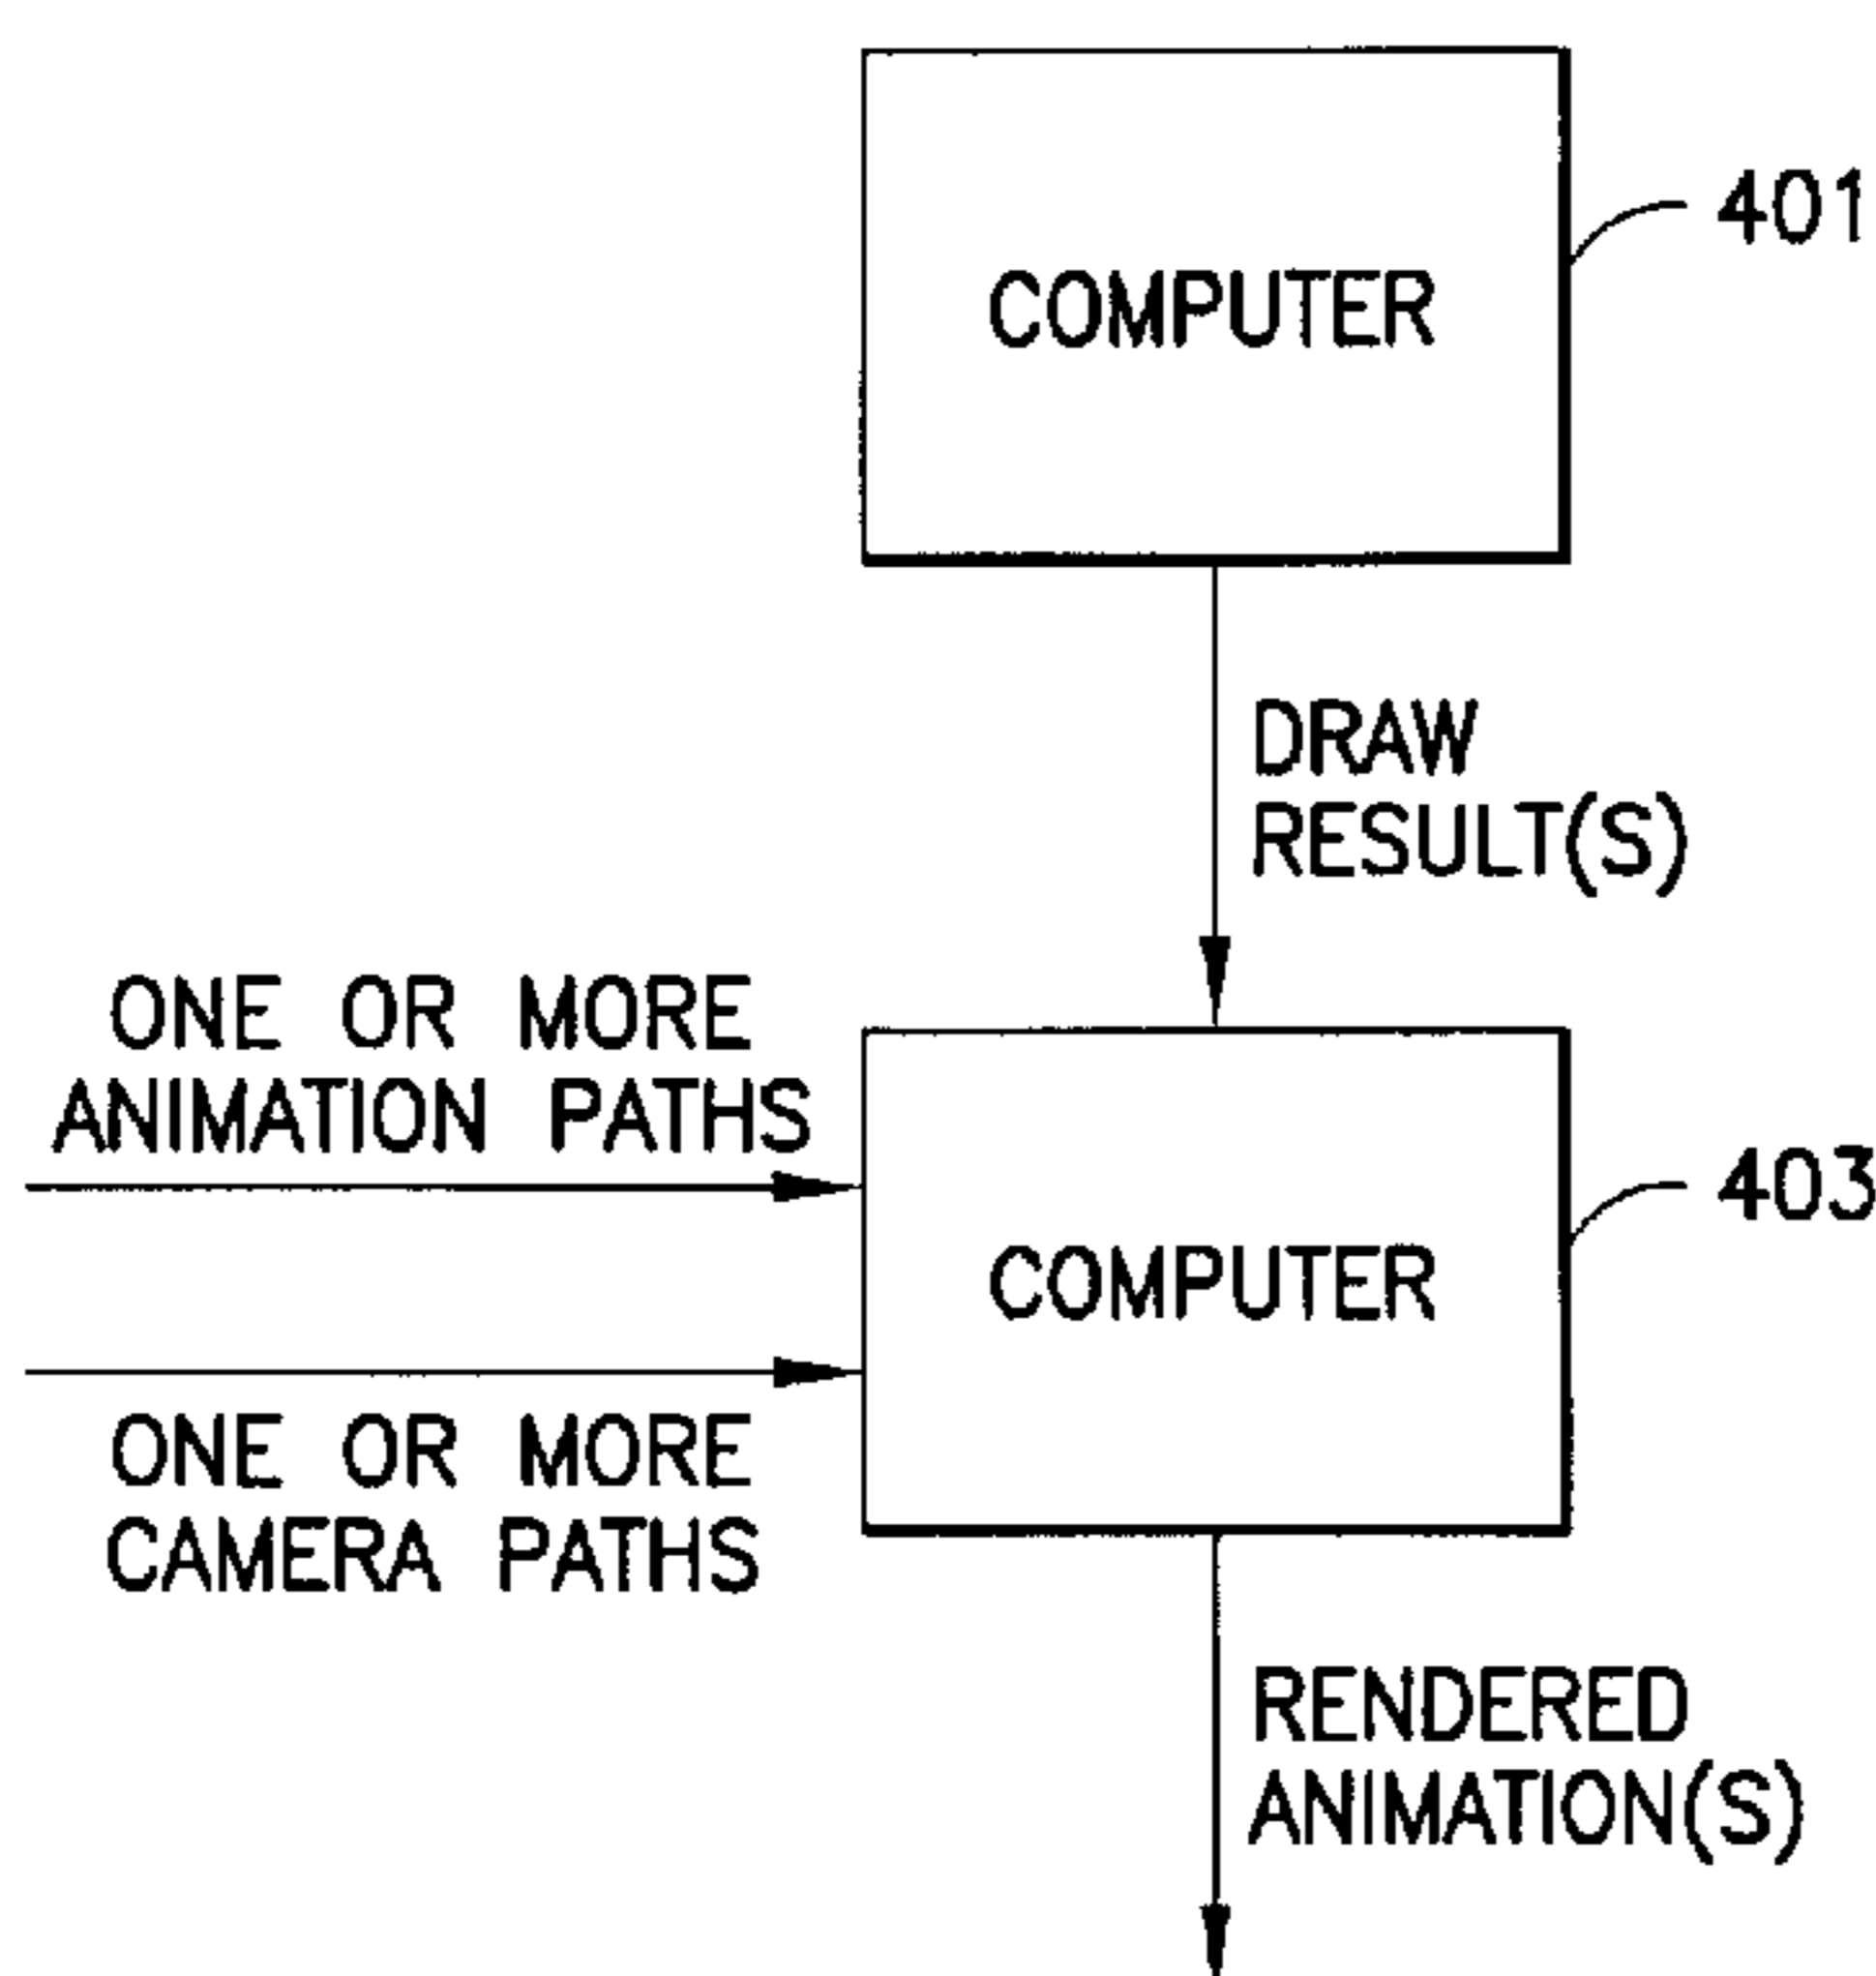 COMPUTER
401
DRAW
RESULT(S)
ONE OR MORE
ANIMATION PATHS
COMPUTER
403
ONE OR MORE
CAMERA PATHS
RENDERED
ANIMATION(S)